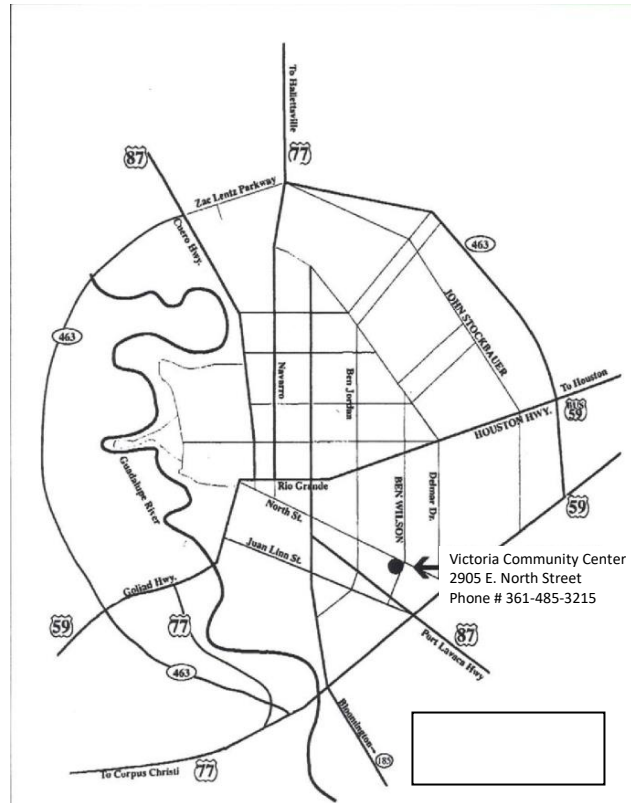 To Hallettsville
77
87
Zac Lentz Parkway
Cuero Hwy.
463
463
JOHN STOCKBAUER
Navarro
Ben Jordan
To Houston
BUS
59
HOUSTON HWY.
59
Guadalupe River
Rio Grande
North St.
BEN WILSON
Delmar Dr.
Juan Linn St.
Victoria Community Center
2905 E. North Street
Phone # 361-485-3215
Goliad Hwy.
59
77
87
Port Lavaca Hwy
463
Bloomington
185
To Corpus Christi
77